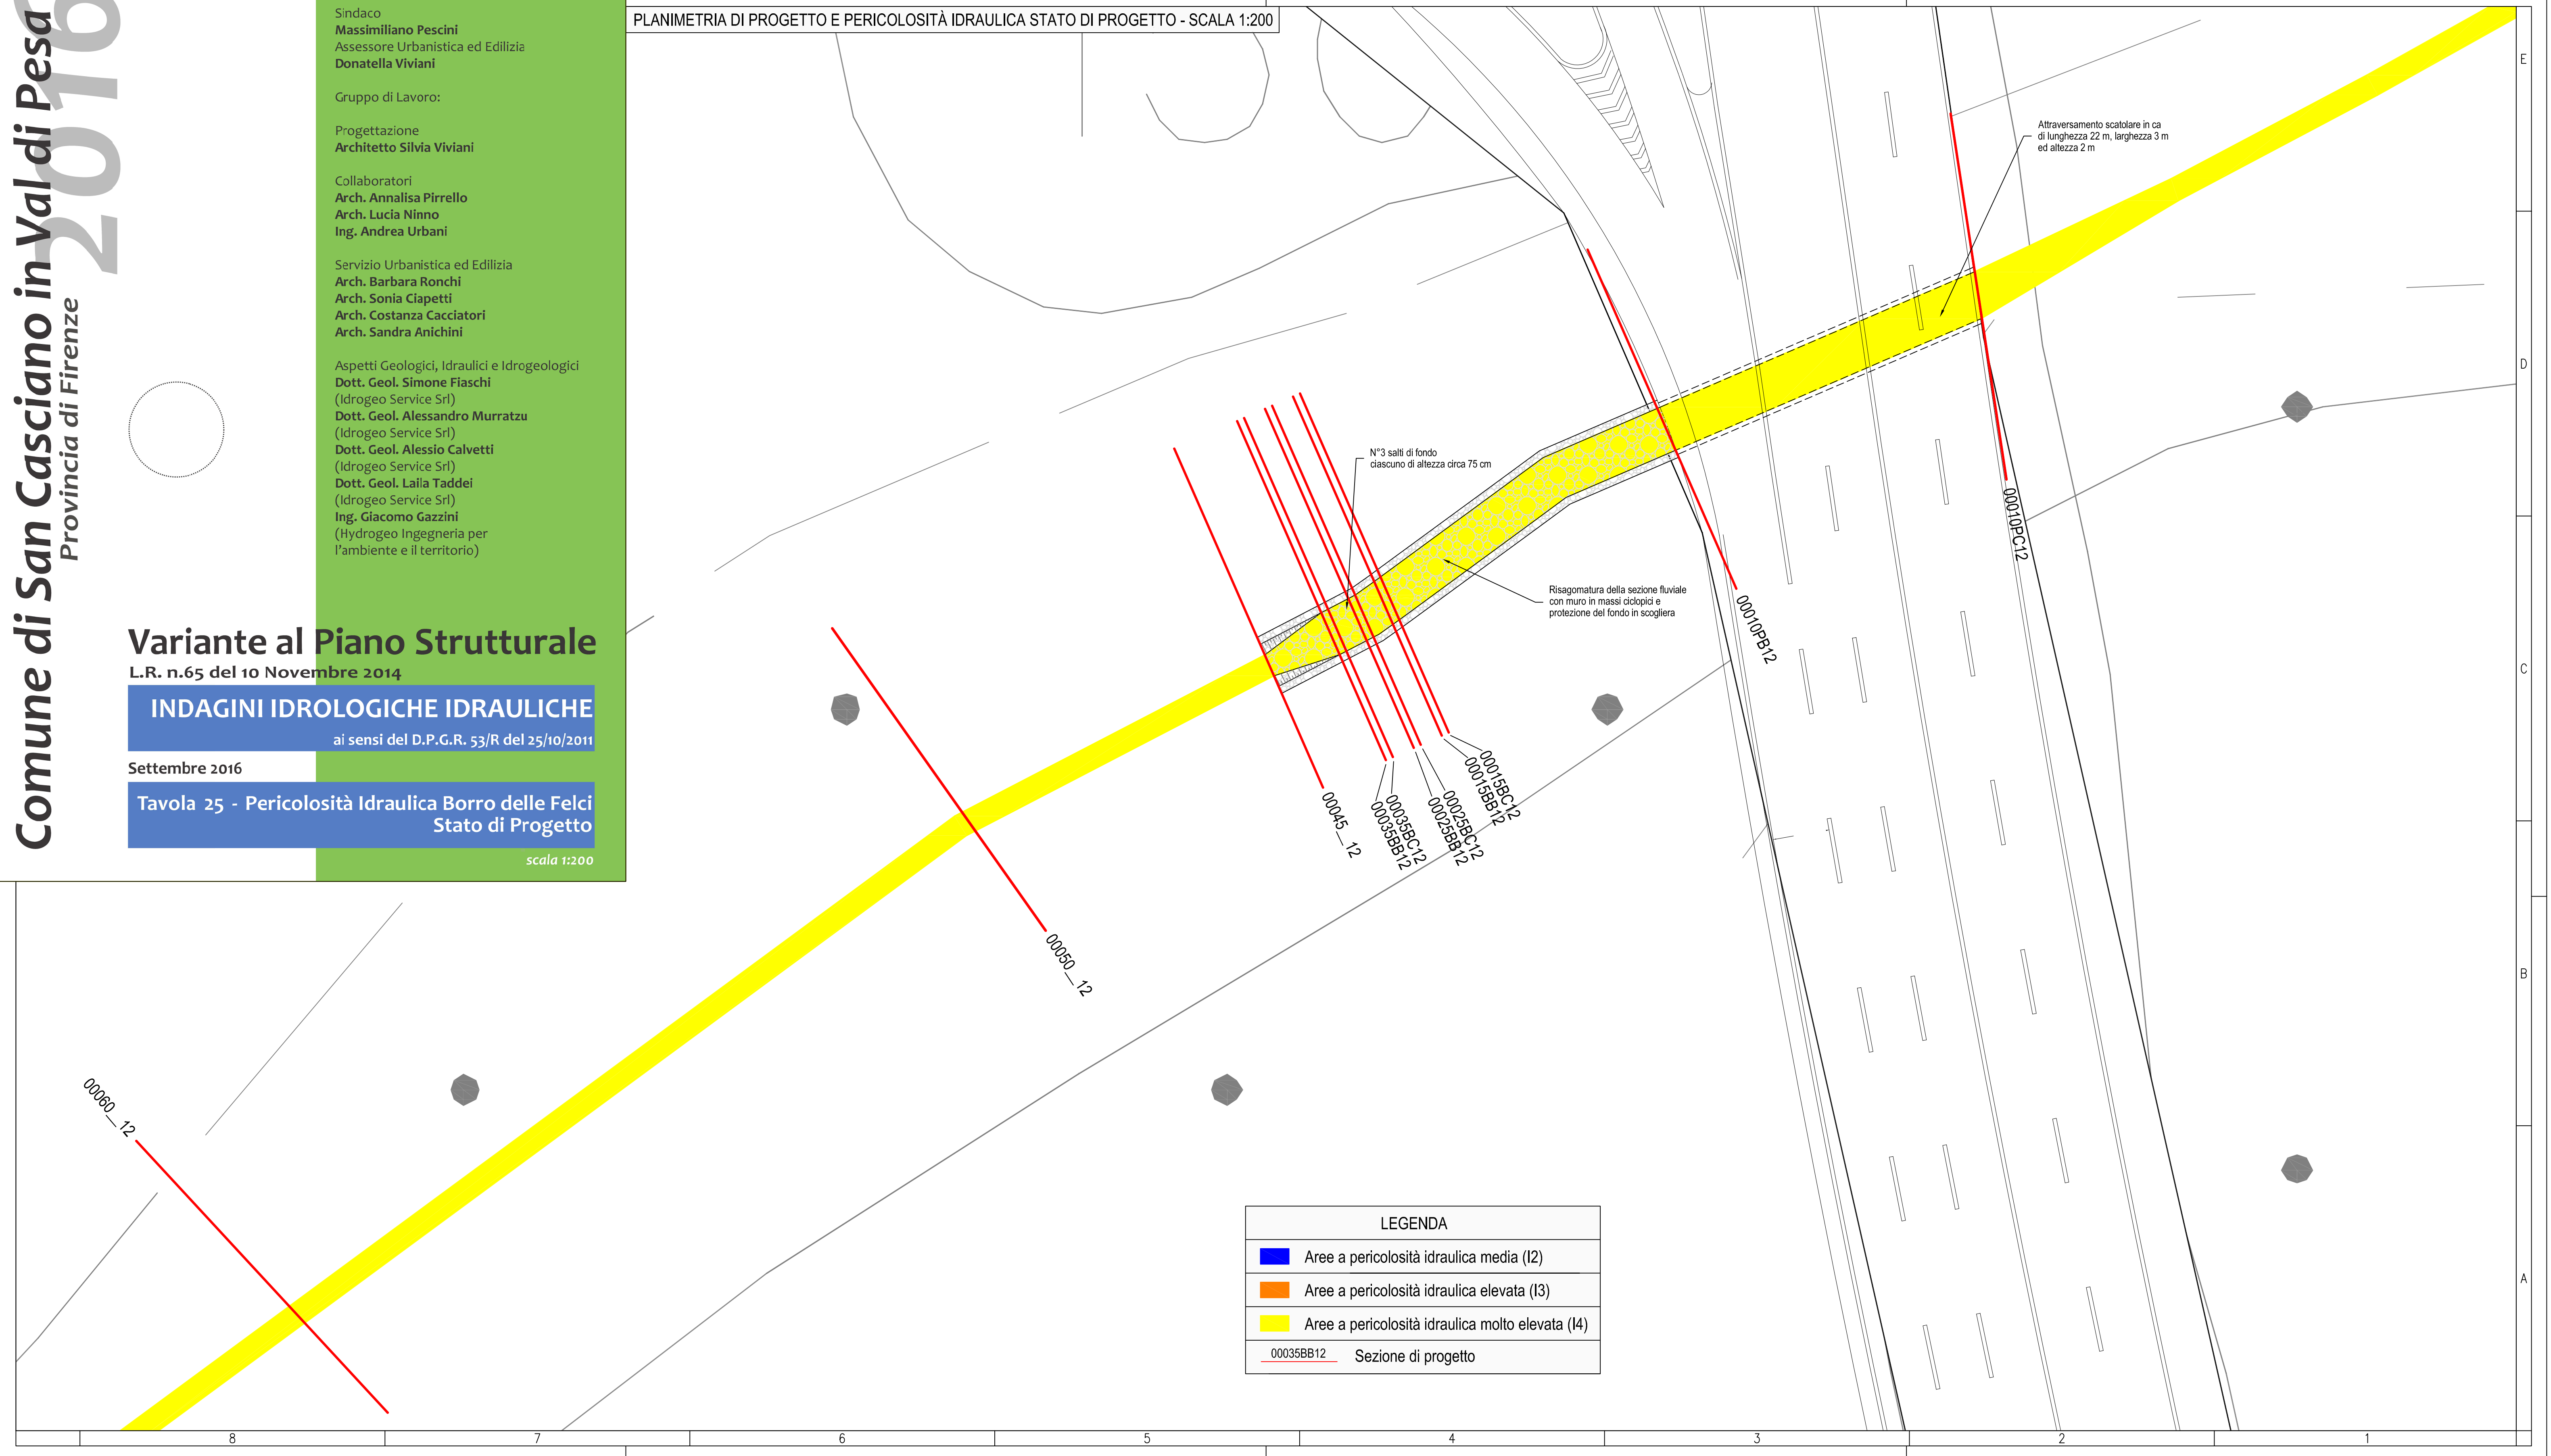 Comune di San Casciano in Val di Pesa
Provincia di Firenze
2016
Sindaco
Massimiliano Pescini
Assessore Urbanistica ed Edilizia
Donatella Viviani
Gruppo di Lavoro:
Progettazione
Architetto Silvia Viviani
Collaboratori
Arch. Annalisa Pirrello
Arch. Lucia Ninno
Ing. Andrea Urbani
Servizio Urbanistica ed Edilizia
Arch. Barbara Ronchi
Arch. Sonia Ciapetti
Arch. Costanza Cacciatori
Arch. Sandra Anichini
Aspetti Geologici, Idraulici e Idrogeologici
Dott. Geol. Simone Fiaschi
(Idrogeo Service Srl)
Dott. Geol. Alessandro Murratzu
(Idrogeo Service Srl)
Dott. Geol. Alessio Calvetti
(Idrogeo Service Srl)
Dott. Geol. Laila Taddei
(Idrogeo Service Srl)
Ing. Giacomo Gazzini
(Hydrogeo Ingegneria per
l'ambiente e il territorio)
Variante al Piano Strutturale
L.R. n.65 del 10 Novembre 2014
INDAGINI IDROLOGICHE IDRAULICHE
ai sensi del D.P.G.R. 53/R del 25/10/2011
Settembre 2016
Tavola 25 - Pericolosità Idraulica Borro delle Felci
Stato di Progetto
scala 1:200
PLANIMETRIA DI PROGETTO E PERICOLOSITÀ IDRAULICA STATO DI PROGETTO - SCALA 1:200
Attraversamento scatolare in ca
di lunghezza 22 m, larghezza 3 m
ed altezza 2 m
N°3 salti di fondo
ciascuno di altezza circa 75 cm
Risagomatura della sezione fluviale
con muro in massi ciclopici e
protezione del fondo in scogliera
00010PC12
00010PB12
00015BC12
00015BB12
00025BC12
00025BB12
00035BC12
00035BB12
00045__12
00050__12
00060__12
LEGENDA
Aree a pericolosità idraulica media (I2)
Aree a pericolosità idraulica elevata (I3)
Aree a pericolosità idraulica molto elevata (I4)
00035BB12 Sezione di progetto
E
D
C
B
A
8 7 6 5 4 3 2 1